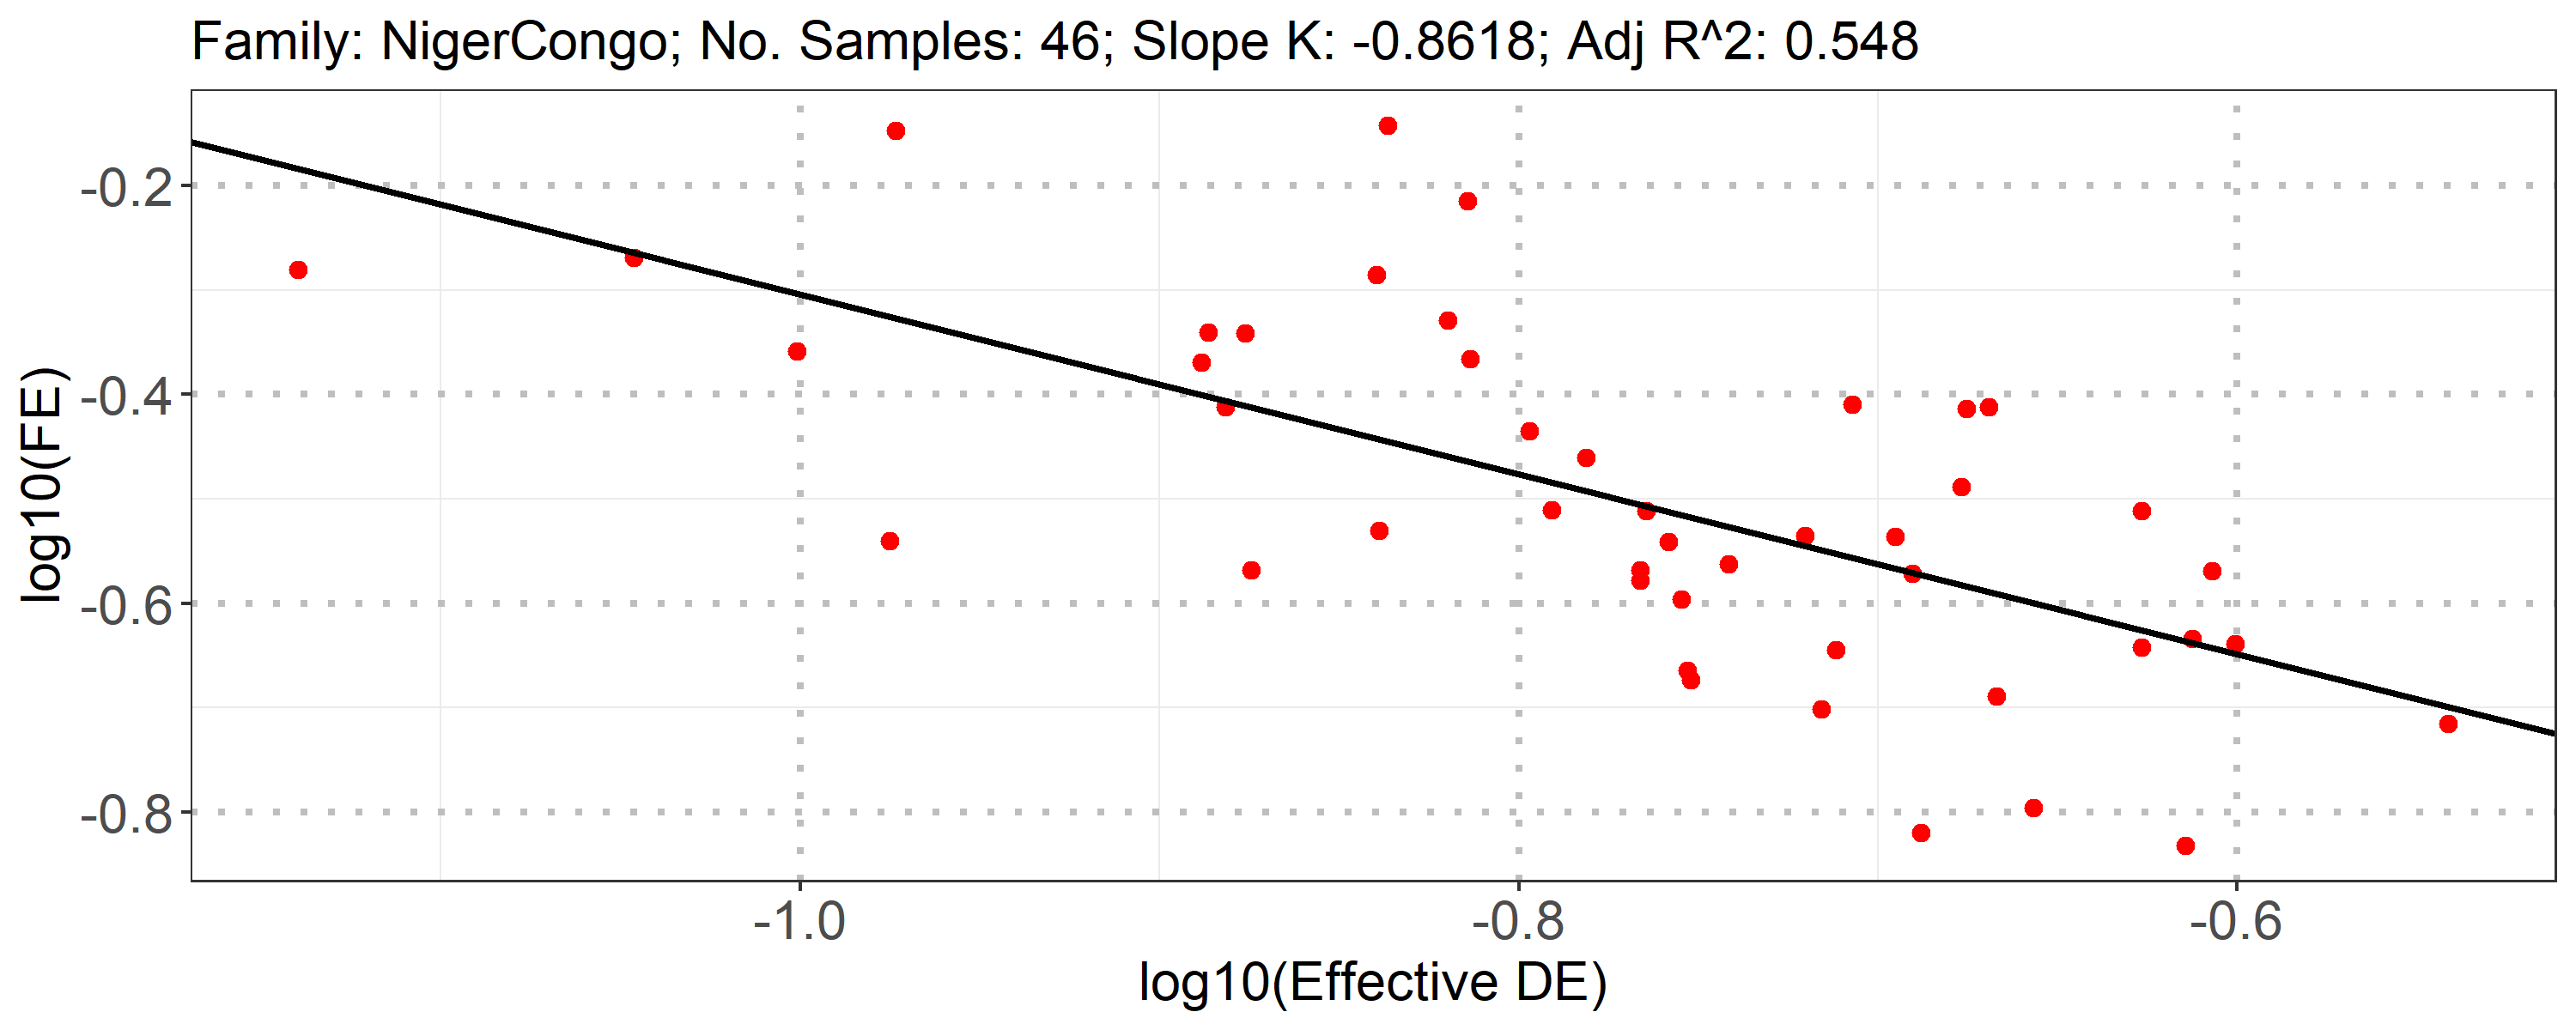 Family: NigerCongo; No. Samples: 46; Slope K: -0.8618; Adj R^2: 0.548
log10(FE)
-0.2
-0.4
-0.6
-0.8
-1.0 -0.8 -0.6
log10(Effective DE)